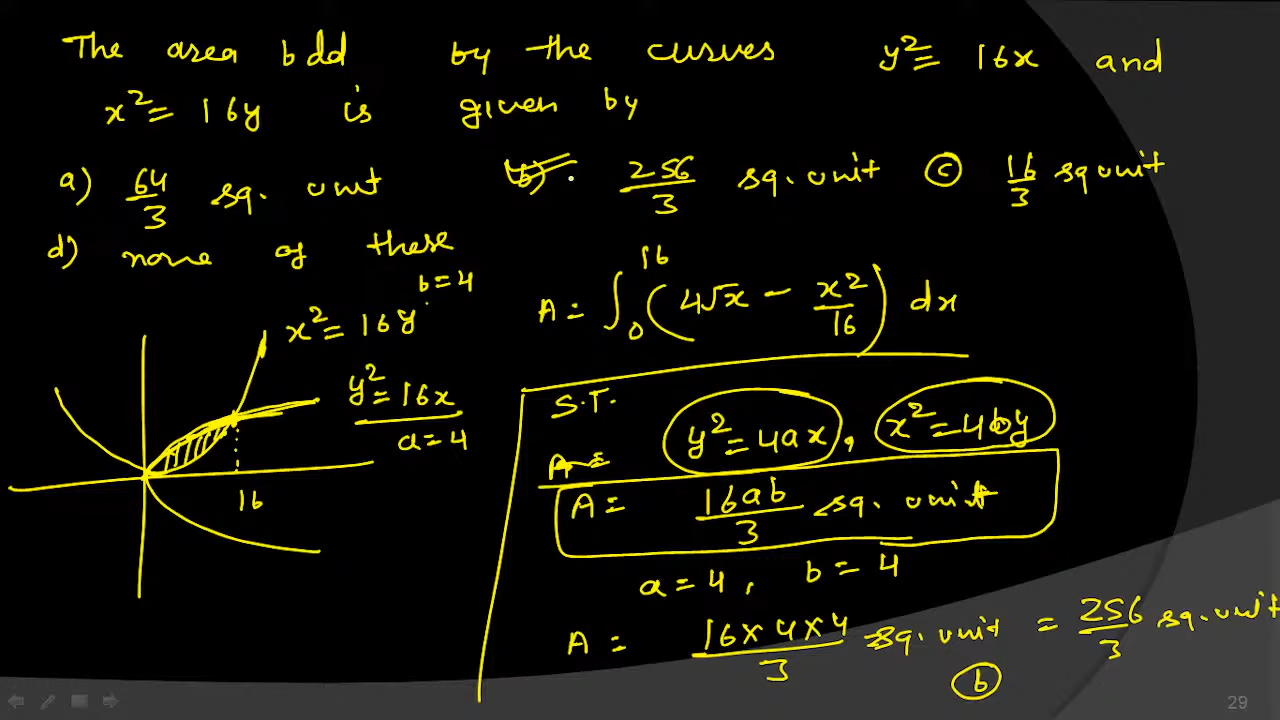 The area bdd by the curves y²= 16x and
x²= 16y is given by
a) 64/3 sq. unit b) 256/3 sq. unit c 16/3 sq unit
d) none of these
b=4
x²= 16y
y²= 16x
a=4
16
A= ∫₀¹⁶ (4√x - x²/16) dx
S.T.
y²=4ax, x²=4by
A=
A= 16ab/3 sq. unit
a=4, b=4
A= 16×4×4/3 sq. unit = 256/3 sq. unit
b
29